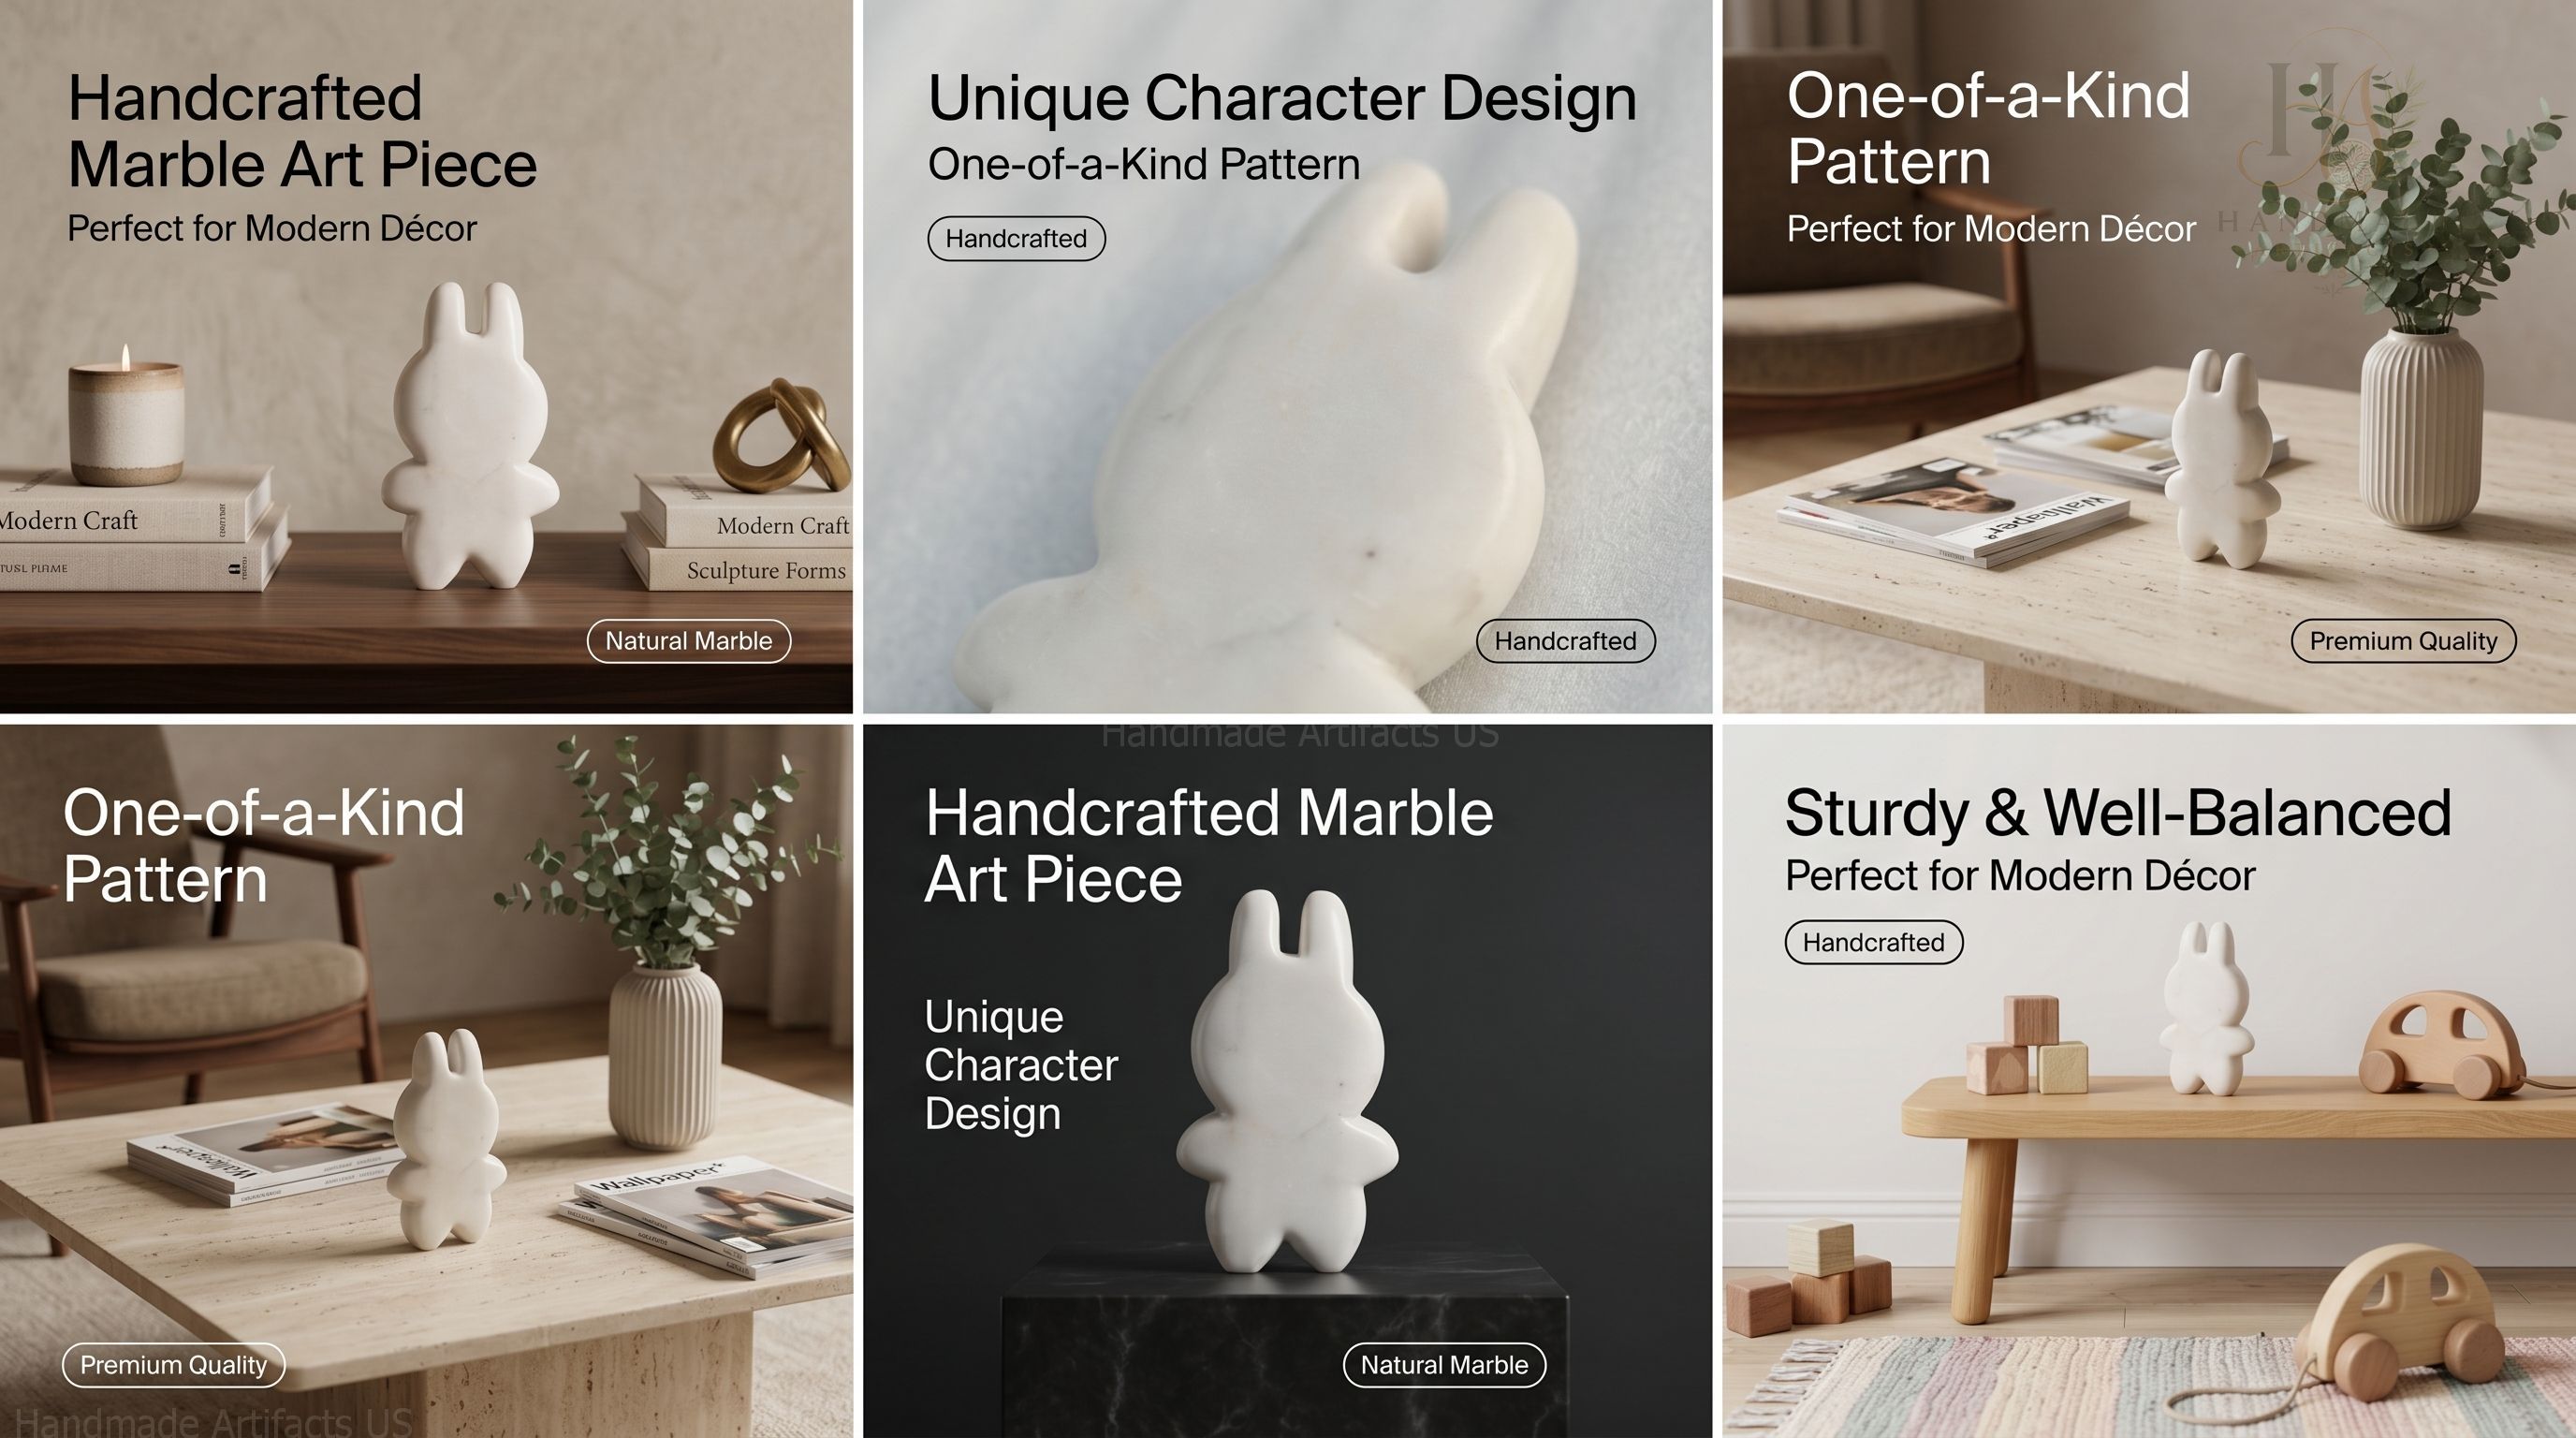 Handcrafted
Marble Art Piece
Perfect for Modern Décor
Modern Craft
Modern Craft
Sculpture Forms
Natural Marble
Unique Character Design
One-of-a-Kind Pattern
Handcrafted
Handcrafted
One-of-a-Kind
Pattern
Perfect for Modern Décor
Wallpaper*
Premium Quality
One-of-a-Kind
Pattern
Wallpaper*
Wallpaper*
Premium Quality
Handmade Artifacts US
Handmade Artifacts US
Handcrafted Marble
Art Piece
Unique
Character
Design
Natural Marble
Sturdy & Well-Balanced
Perfect for Modern Décor
Handcrafted